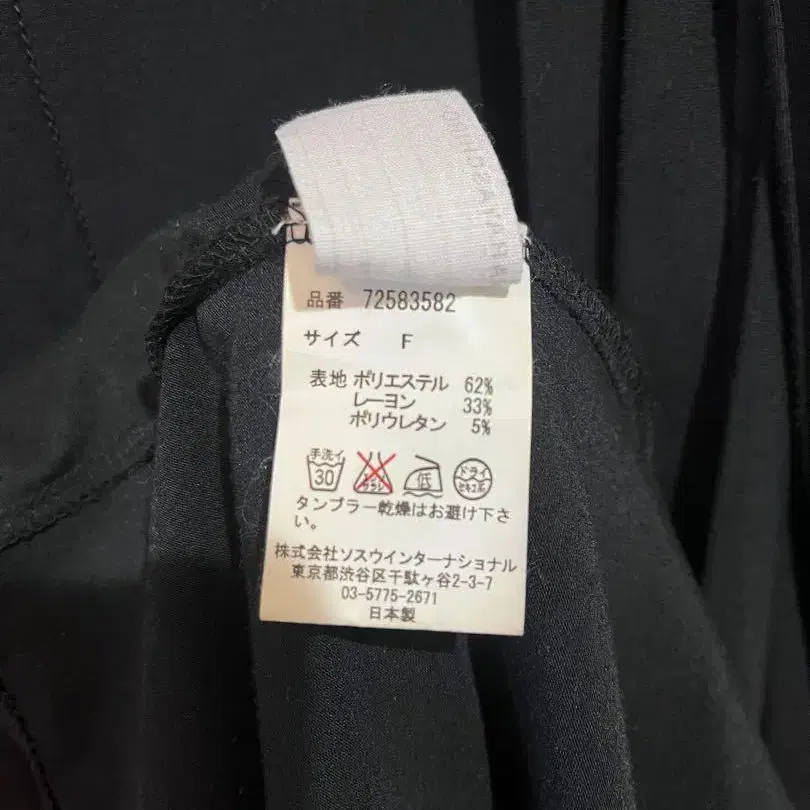 品番 72583582
サイズ F
表地 ポリエステル 62%
レーヨン 33%
ポリウレタン 5%
手洗イ 30 低 ドライ セキユ系
タンブラー乾燥はお避け下さ
い。
株式会社ソスウインターナショナル
東京都渋谷区千駄ヶ谷2-3-7
03-5775-2671
日本製